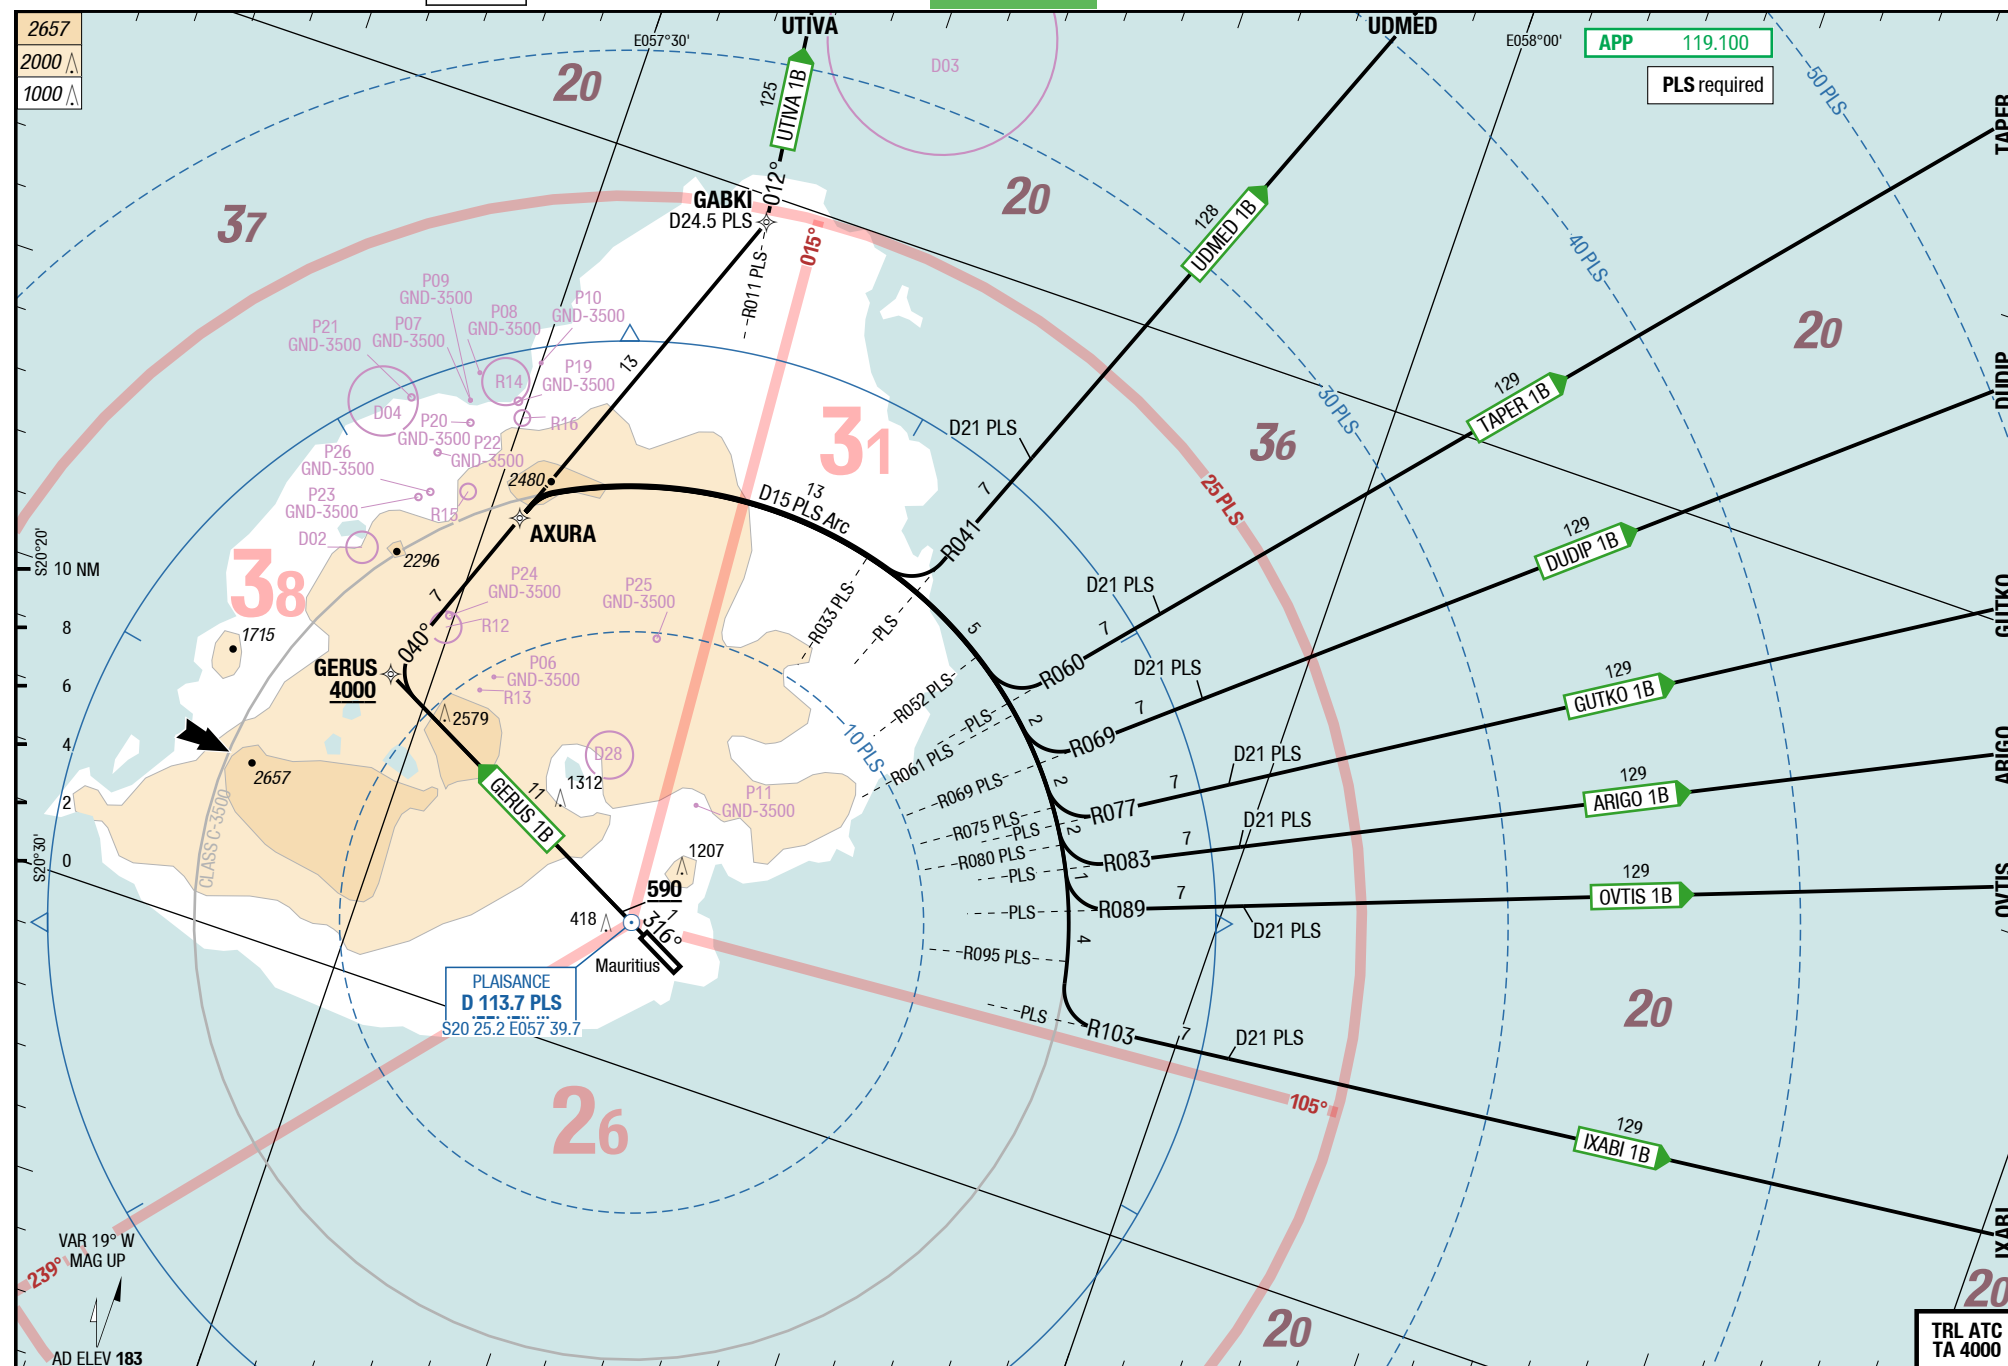 2657
2000
1000
UTIVA
UDMED
E057°30'
E058°00'
APP 119.100
PLS required
D03
20
125
UTIVA 1B
012°
50 PLS
TAPER
37
GABKI
D24.5 PLS
20
015°
128
UDMED 1B
40 PLS
R011 PLS
P09
GND-3500
P10
GND-3500
P08
GND-3500
P21
GND-3500
P07
GND-3500
20
13
P19
GND-3500
R14
D04
R16
P20
GND-3500
P22
GND-3500
P26
GND-3500
P23
GND-3500
R15
D02
31
D21 PLS
36
30 PLS
129
TAPER 1B
DUDIP
2480
13
D15 PLS Arc
7
25 PLS
AXURA
R041
129
DUDIP 1B
S20°20'
10 NM
8
6
4
2
0
S20°30'
38
2296
P24
GND-3500
P25
GND-3500
R12
7
040°
1715
R033 PLS
PLS
5
D21 PLS
7
R060
GUTKO
GERUS
4000
P06
GND-3500
R13
2579
R052 PLS
PLS
2
D21 PLS
7
R069
129
GUTKO 1B
10 PLS
R061 PLS
2657
D28
1312
11
GERUS 1B
P11
GND-3500
R069 PLS
2
D21 PLS
7
R077
129
ARIGO 1B
ARIGO
CLASS C-3500
R075 PLS
PLS
2
D21 PLS
7
R083
1207
R080 PLS
PLS
1
590
418
1
316°
Mauritius
PLS
7
R089
D21 PLS
129
OVTIS 1B
OVTIS
4
R095 PLS
PLAISANCE
D 113.7 PLS
S20 25.2 E057 39.7
PLS
R103
7
D21 PLS
20
26
105°
129
IXABI 1B
IXABI
VAR 19° W
MAG UP
239°
20
20
AD ELEV 183
TRL ATC
TA 4000